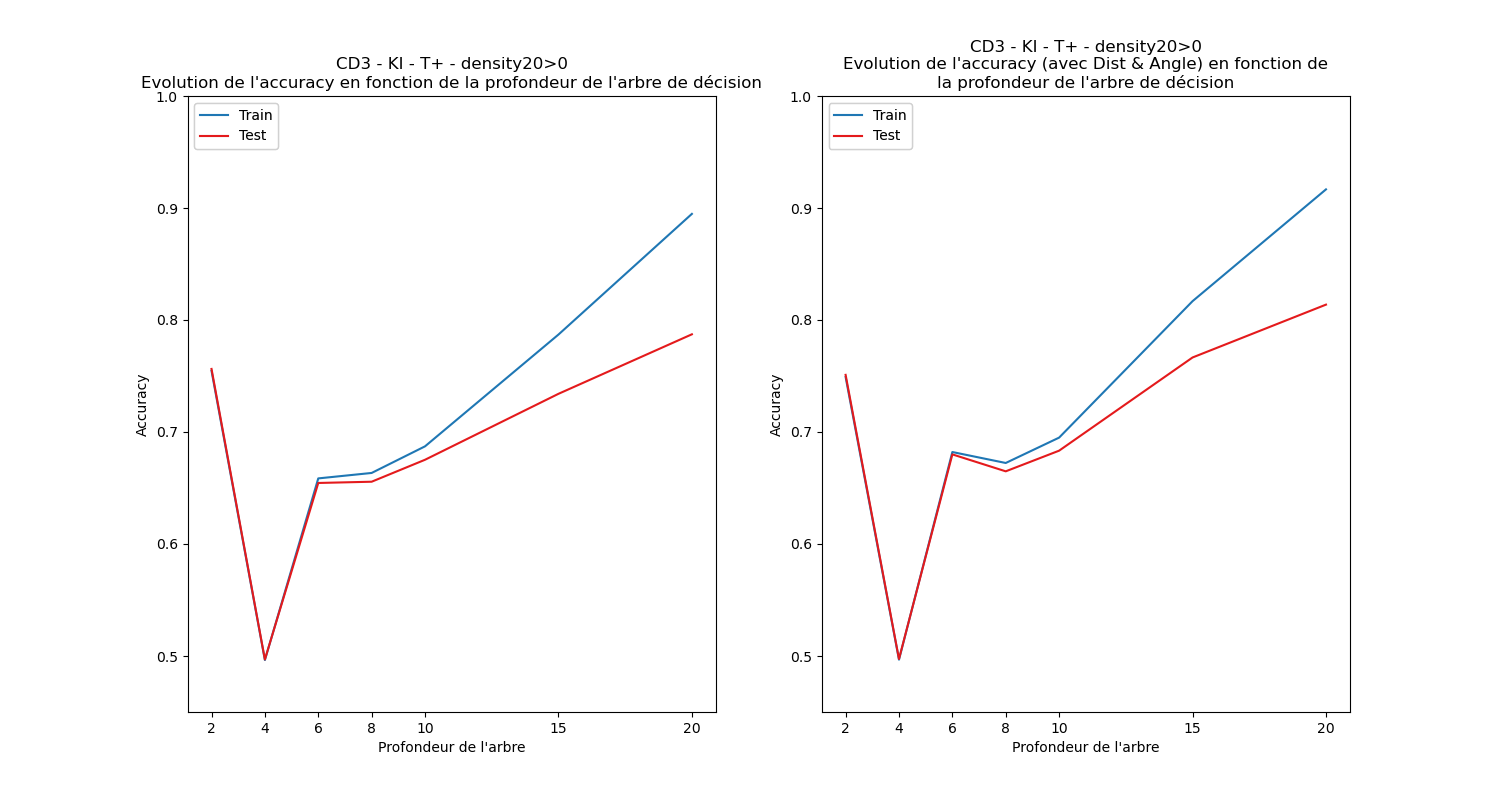 CD3 - KI - T+ - density20>0
Evolution de l'accuracy en fonction de la profondeur de l'arbre de décision
1.0
0.9
0.8
0.7
0.6
0.5
Accuracy
Train
Test
2 4 6 8 10 15 20
Profondeur de l'arbre
CD3 - KI - T+ - density20>0
Evolution de l'accuracy (avec Dist & Angle) en fonction de
la profondeur de l'arbre de décision
1.0
0.9
0.8
0.7
0.6
0.5
Accuracy
Train
Test
2 4 6 8 10 15 20
Profondeur de l'arbre